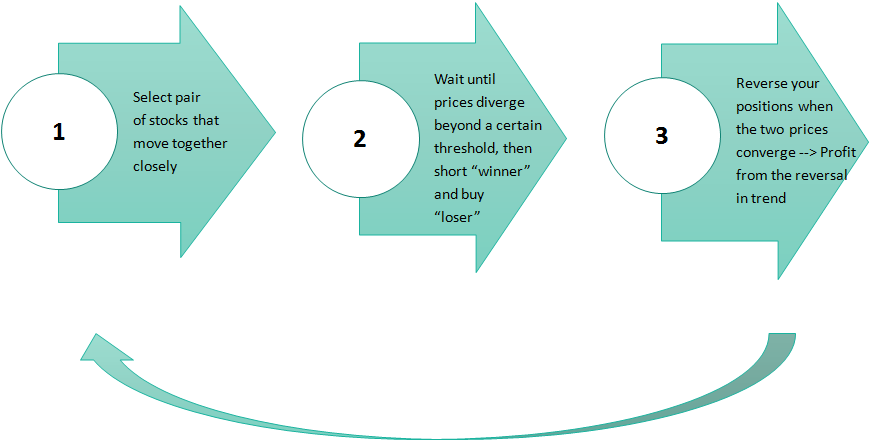 1
Select pair
of stocks that
move together
closely
2
Wait until
prices diverge
beyond a certain
threshold, then
short “winner”
and buy
“loser”
3
Reverse your
positions when
the two prices
converge --> Profit
from the reversal
in trend